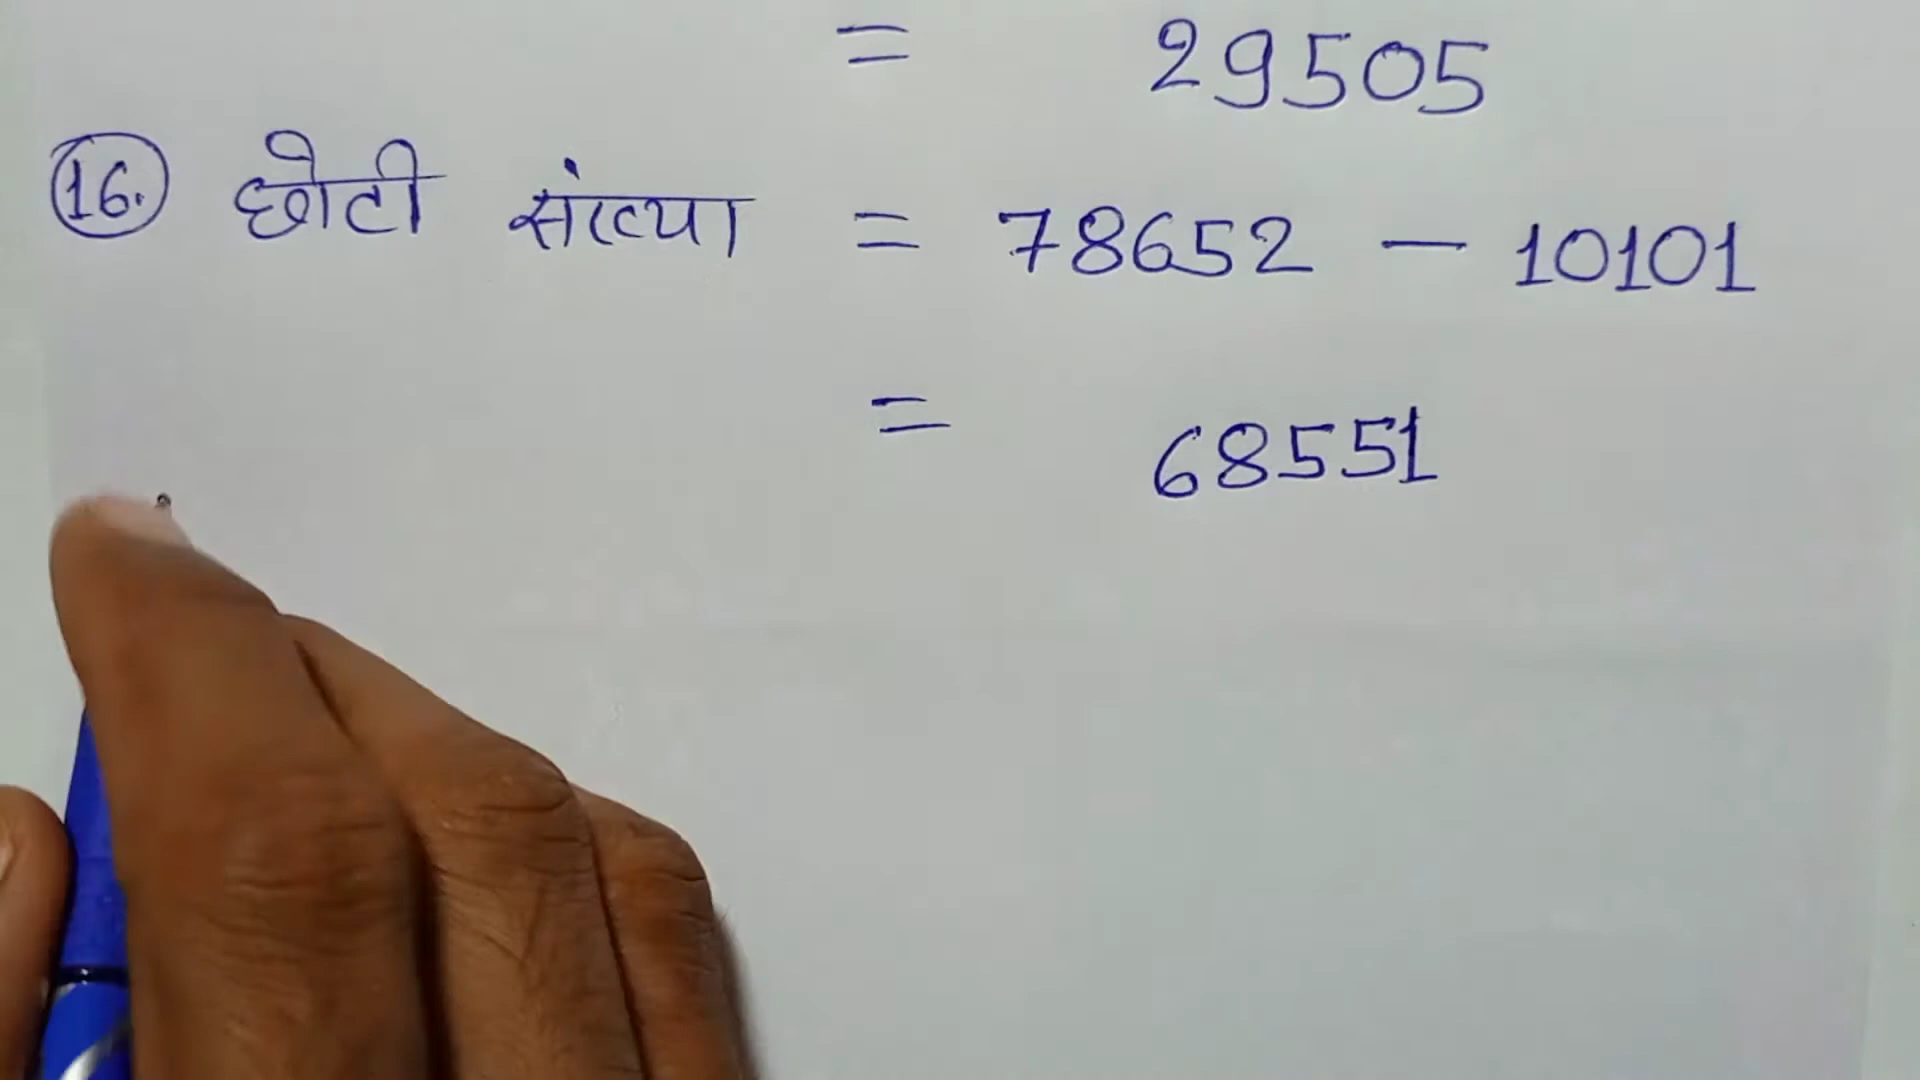 = 29505
16. छोटी संख्या = 78652 - 10101
= 68551